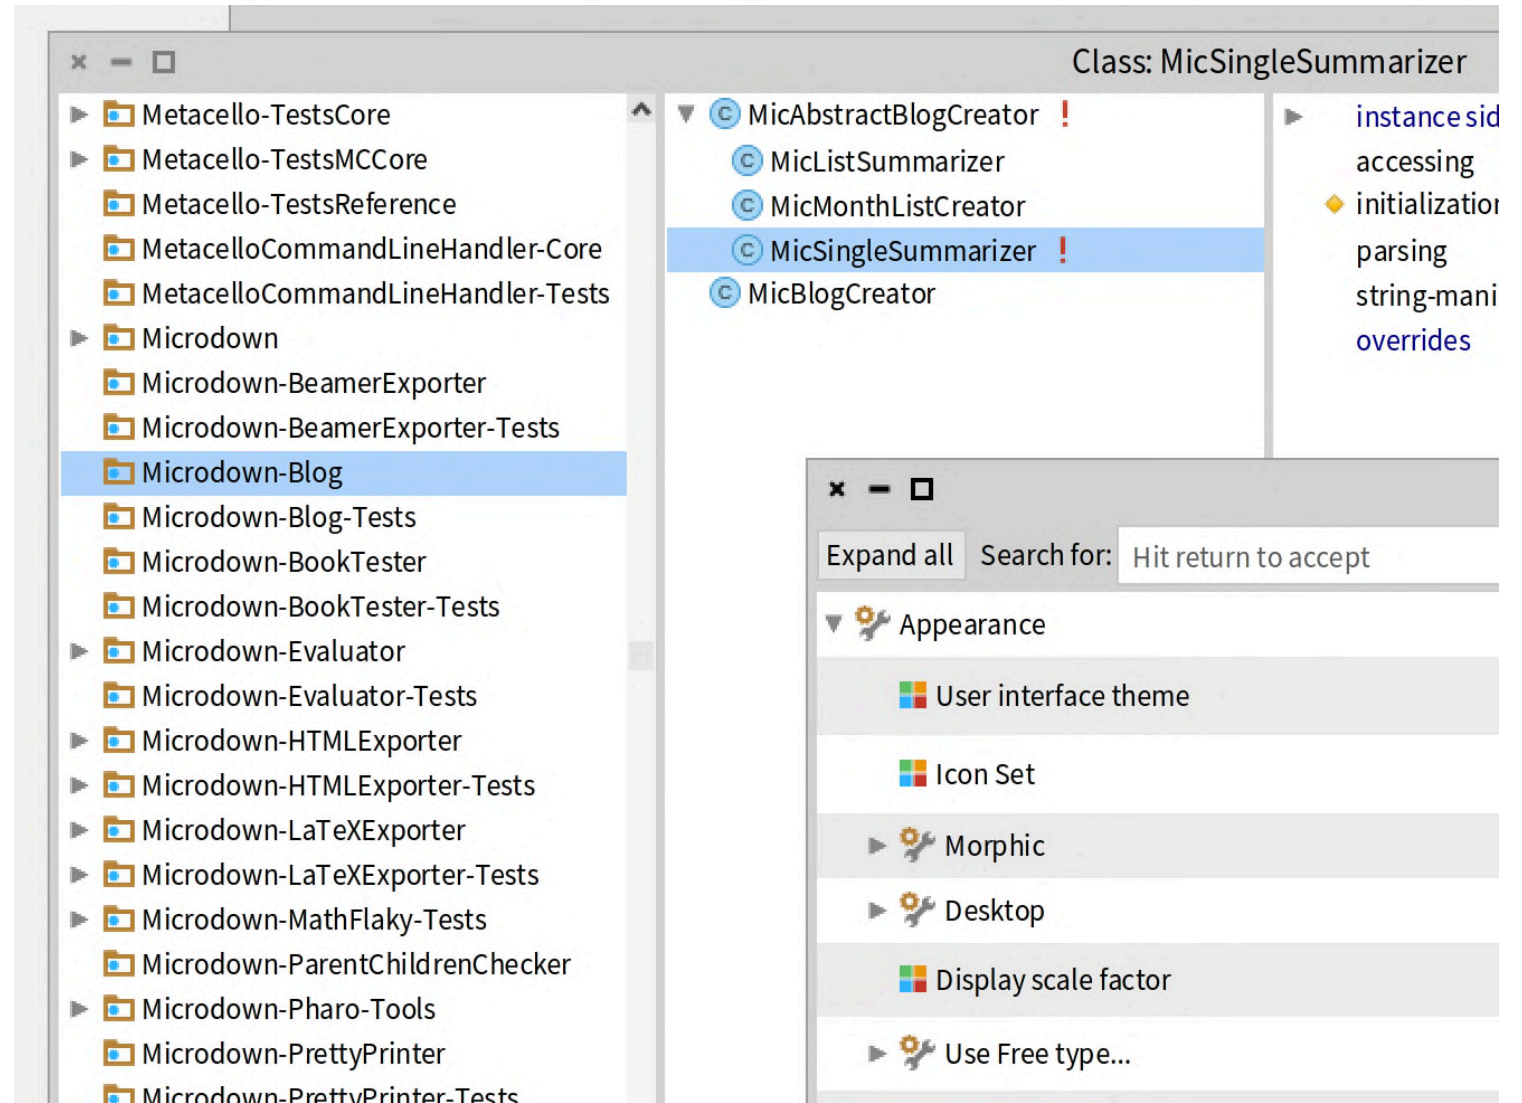 Class: MicSingleSummarizer
Metacello-TestsCore
Metacello-TestsMCCore
Metacello-TestsReference
MetacelloCommandLineHandler-Core
MetacelloCommandLineHandler-Tests
Microdown
Microdown-BeamerExporter
Microdown-BeamerExporter-Tests
Microdown-Blog
Microdown-Blog-Tests
Microdown-BookTester
Microdown-BookTester-Tests
Microdown-Evaluator
Microdown-Evaluator-Tests
Microdown-HTMLExporter
Microdown-HTMLExporter-Tests
Microdown-LaTeXExporter
Microdown-LaTeXExporter-Tests
Microdown-MathFlaky-Tests
Microdown-ParentChildrenChecker
Microdown-Pharo-Tools
Microdown-PrettyPrinter
Microdown-PrettyPrinter-Tests
C MicAbstractBlogCreator !
C MicListSummarizer
C MicMonthListCreator
C MicSingleSummarizer !
C MicBlogCreator
instance sid
accessing
initialization
parsing
string-mani
overrides
Expand all Search for: Hit return to accept
Appearance
User interface theme
Icon Set
Morphic
Desktop
Display scale factor
Use Free type...